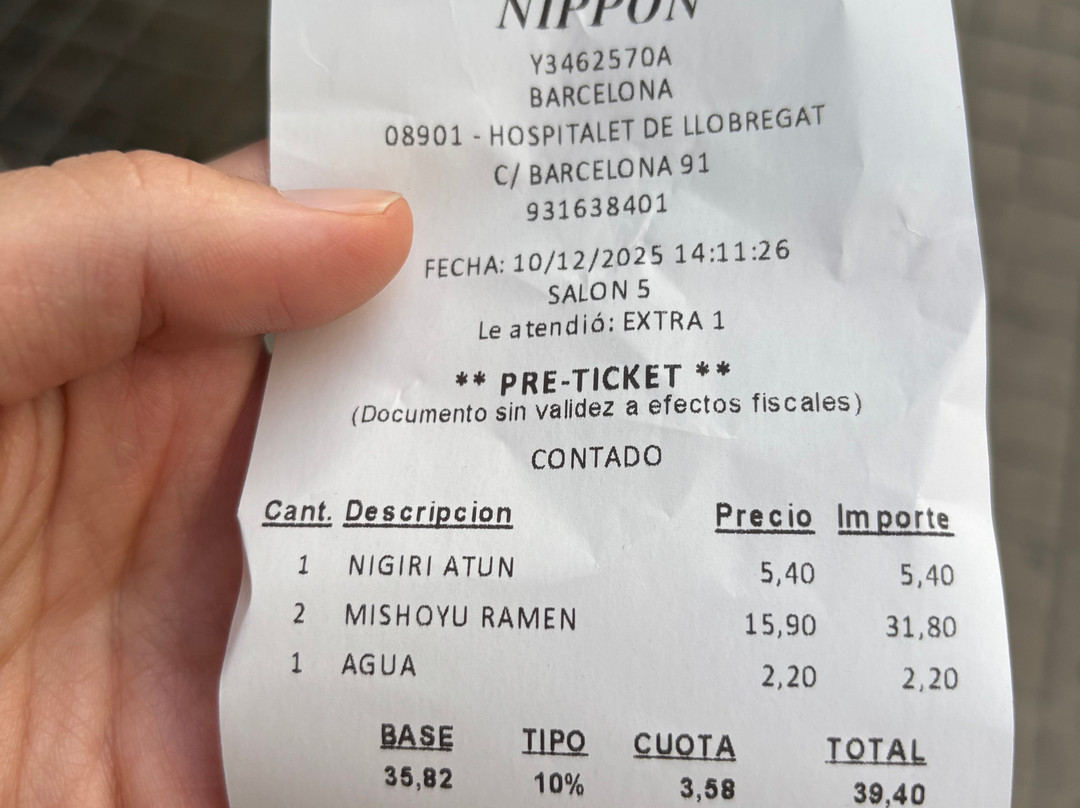 NIPPON
Y3462570A
BARCELONA
08901 - HOSPITALET DE LLOBREGAT
C/ BARCELONA 91
931638401
FECHA: 10/12/2025 14:11:26
SALON 5
Le atendió: EXTRA 1
** PRE-TICKET **
(Documento sin validez a efectos fiscales)
CONTADO
Cant. Descripcion Precio Importe
1 NIGIRI ATUN 5,40 5,40
2 MISHOYU RAMEN 15,90 31,80
1 AGUA 2,20 2,20
BASE TIPO CUOTA TOTAL
35,82 10% 3,58 39,40